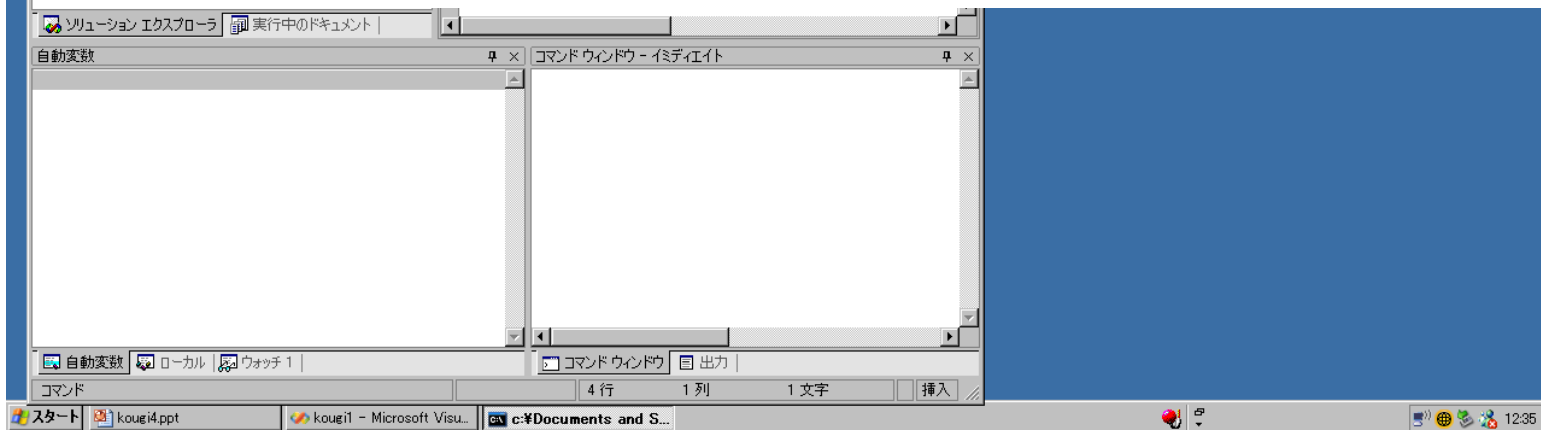 ソリューション エクスプローラ 実行中のドキュメント
自動変数 コマンド ウィンドウ - イミディエイト
自動変数 ローカル ウォッチ 1 コマンド ウィンドウ 出力
コマンド 4 行 1 列 1 文字 挿入
スタート kougi4.ppt kougi1 - Microsoft Visu... c:¥Documents and S... 12:35